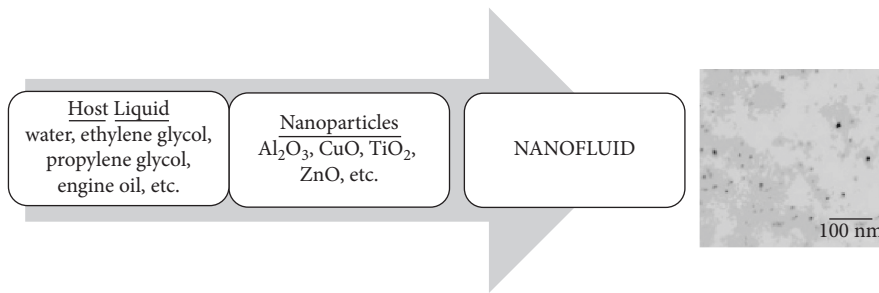 Host Liquid
water, ethylene glycol,
propylene glycol,
engine oil, etc.
Nanoparticles
Al₂O₃, CuO, TiO₂,
ZnO, etc.
NANOFLUID
100 nm